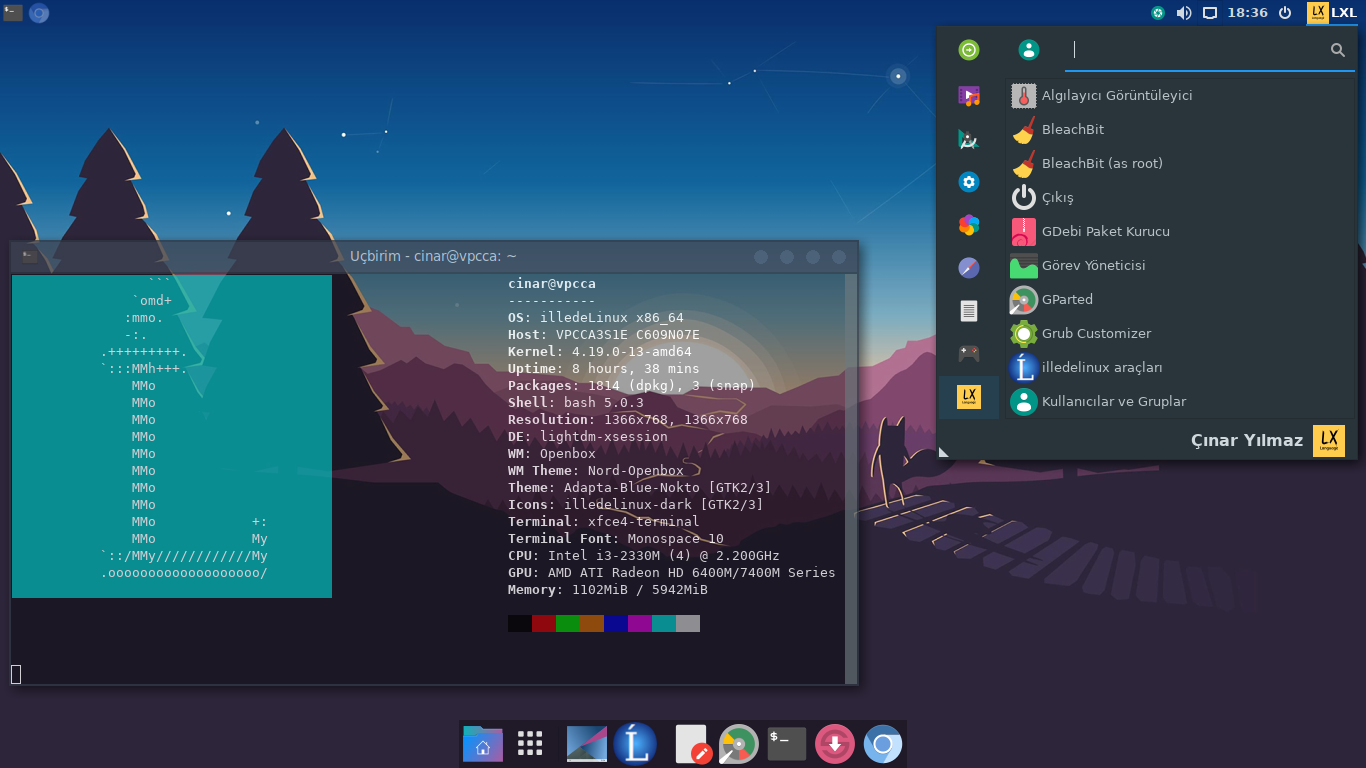 $_
18:36
LX
Language
LXL
Algılayıcı Görüntüleyici
BleachBit
BleachBit (as root)
Çıkış
GDebi Paket Kurucu
Görev Yöneticisi
GParted
Grub Customizer
Ĺ illedelinux araçları
Kullanıcılar ve Gruplar
LX
Çınar Yılmaz
LX
Language
Uçbirim - cinar@vpcca: ~
```
`omd+
:mmo.
-:.
.+++++++++.
`:::MMh+++.
MMo
MMo
MMo
MMo
MMo
MMo
MMo
MMo
MMo +:
MMo My
`::/MMy////////////My
.ooooooooooooooooooo/
cinar@vpcca
-----------
OS: illedeLinux x86_64
Host: VPCCA3S1E C609N07E
Kernel: 4.19.0-13-amd64
Uptime: 8 hours, 38 mins
Packages: 1814 (dpkg), 3 (snap)
Shell: bash 5.0.3
Resolution: 1366x768, 1366x768
DE: lightdm-xsession
WM: Openbox
WM Theme: Nord-Openbox
Theme: Adapta-Blue-Nokto [GTK2/3]
Icons: illedelinux-dark [GTK2/3]
Terminal: xfce4-terminal
Terminal Font: Monospace 10
CPU: Intel i3-2330M (4) @ 2.200GHz
GPU: AMD ATI Radeon HD 6400M/7400M Series
Memory: 1102MiB / 5942MiB
Ĺ
$_